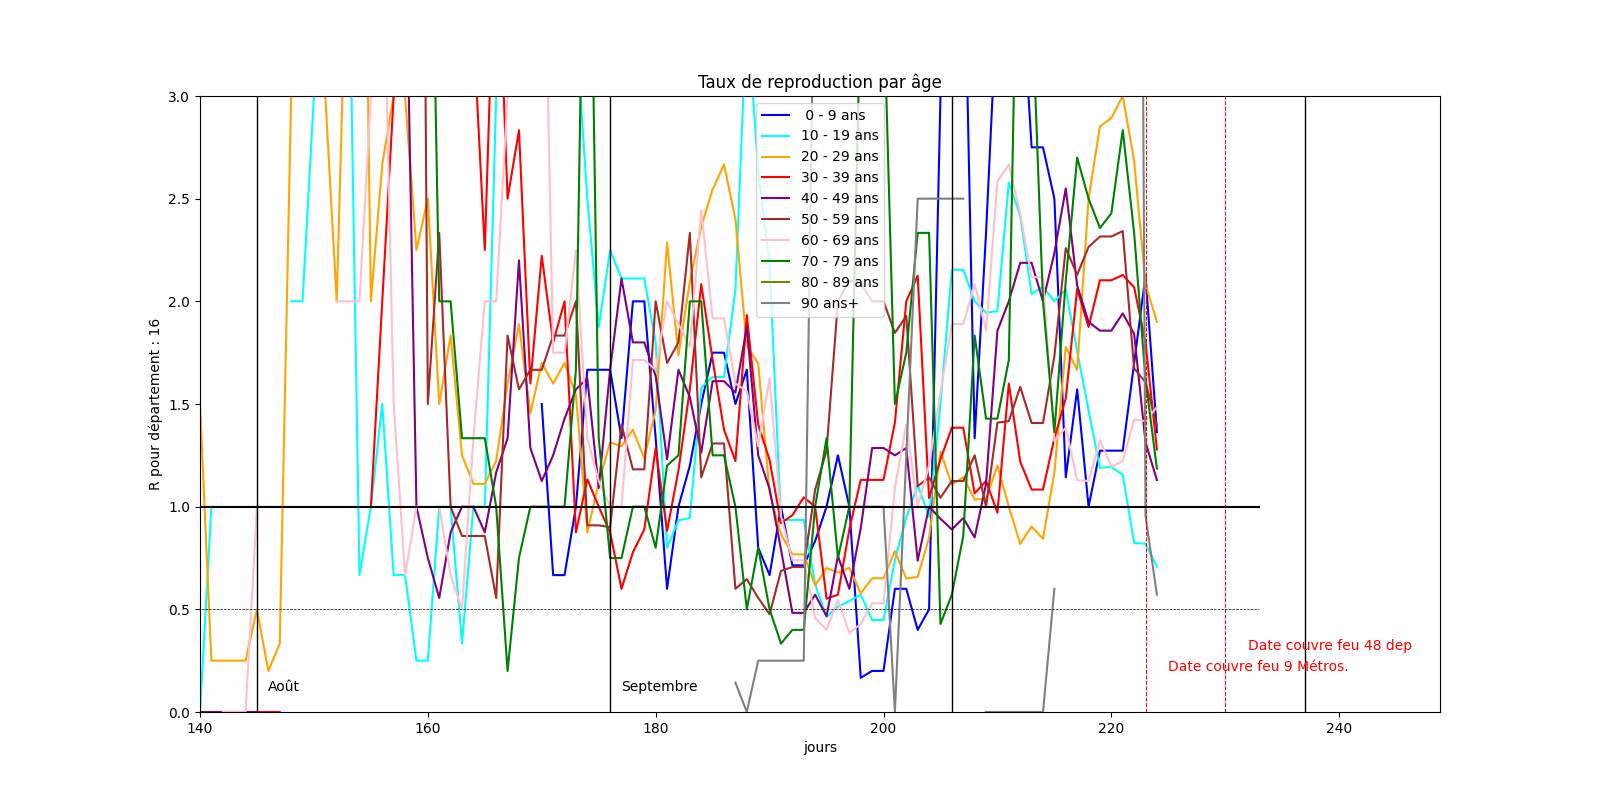 Taux de reproduction par âge
R pour département : 16
3.0
2.5
2.0
1.5
1.0
0.5
0.0
0 - 9 ans
10 - 19 ans
20 - 29 ans
30 - 39 ans
40 - 49 ans
50 - 59 ans
60 - 69 ans
70 - 79 ans
80 - 89 ans
90 ans+
Date couvre feu 48 dep
Date couvre feu 9 Métros.
Août
Septembre
140
160
180
200
220
240
jours